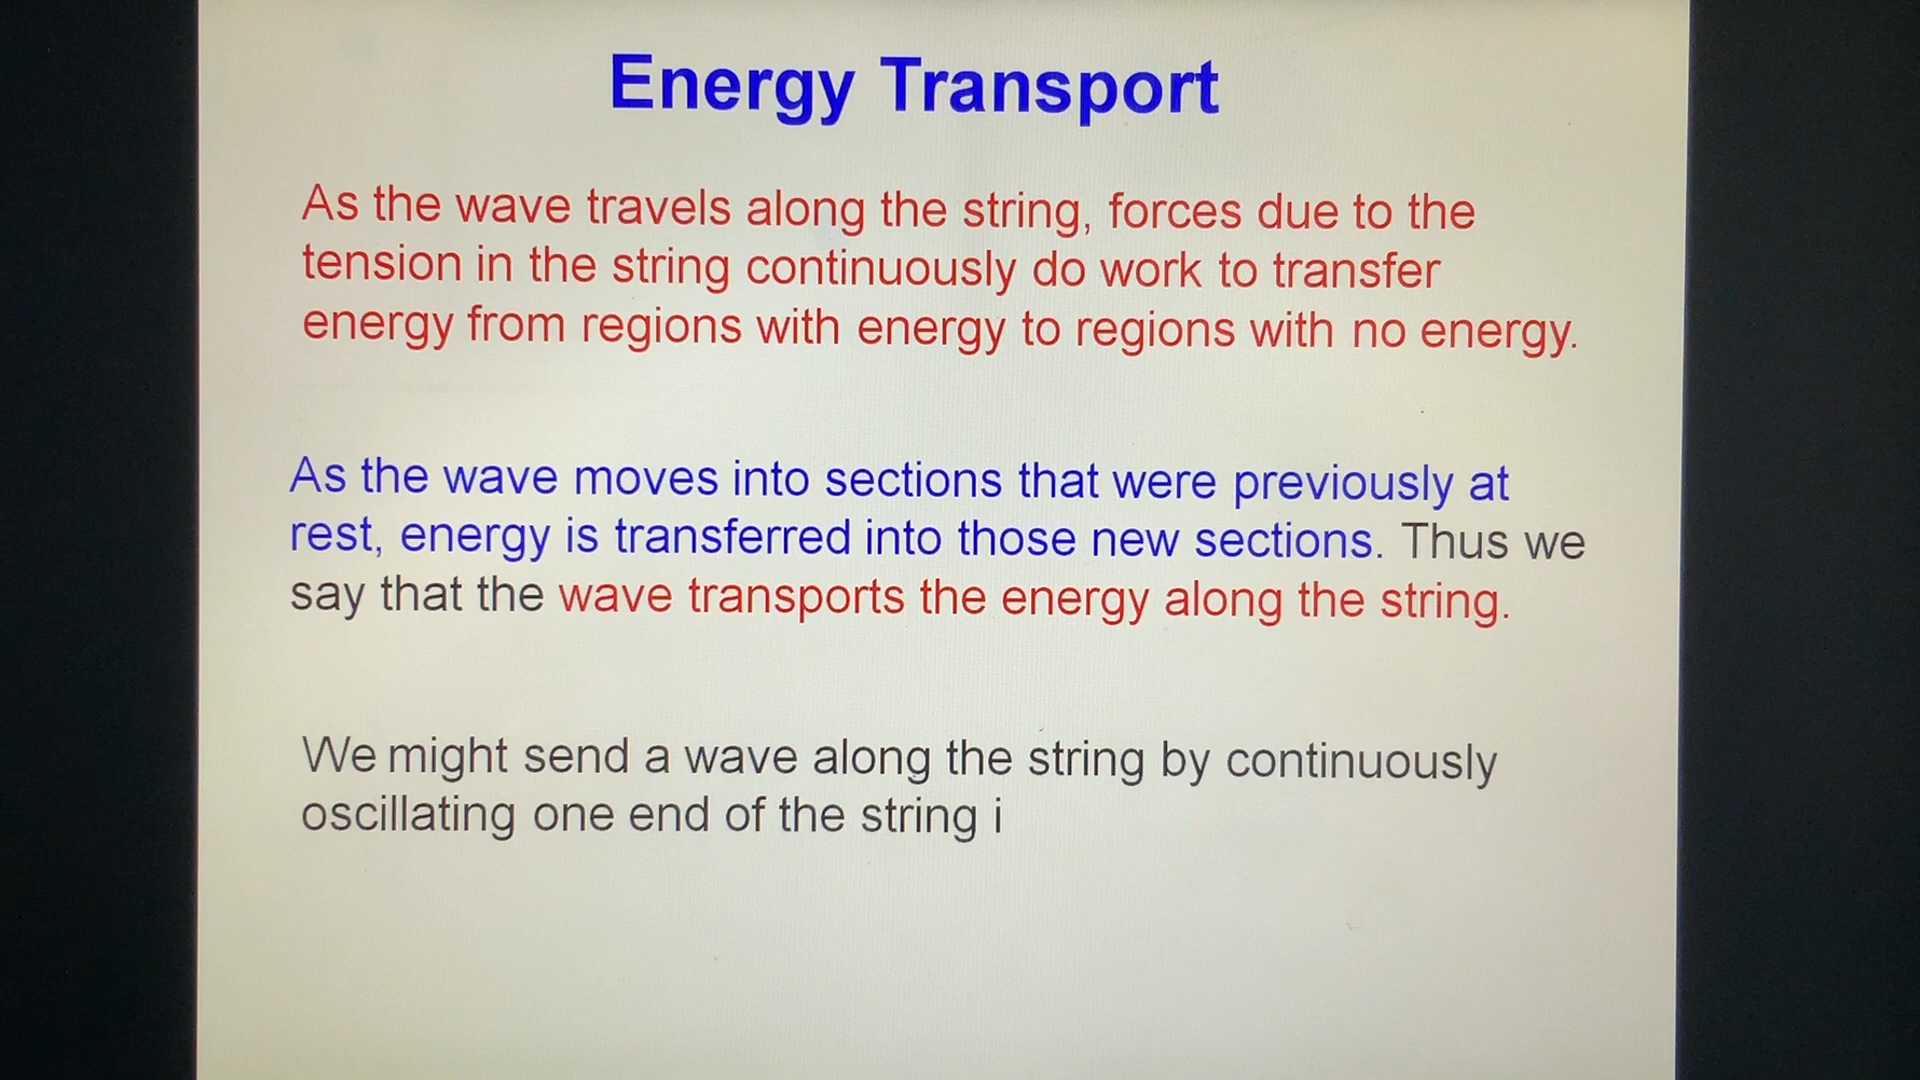 Energy Transport
As the wave travels along the string, forces due to the
tension in the string continuously do work to transfer
energy from regions with energy to regions with no energy.
As the wave moves into sections that were previously at
rest, energy is transferred into those new sections. Thus we
say that the wave transports the energy along the string.
We might send a wave along the string by continuously
oscillating one end of the string i